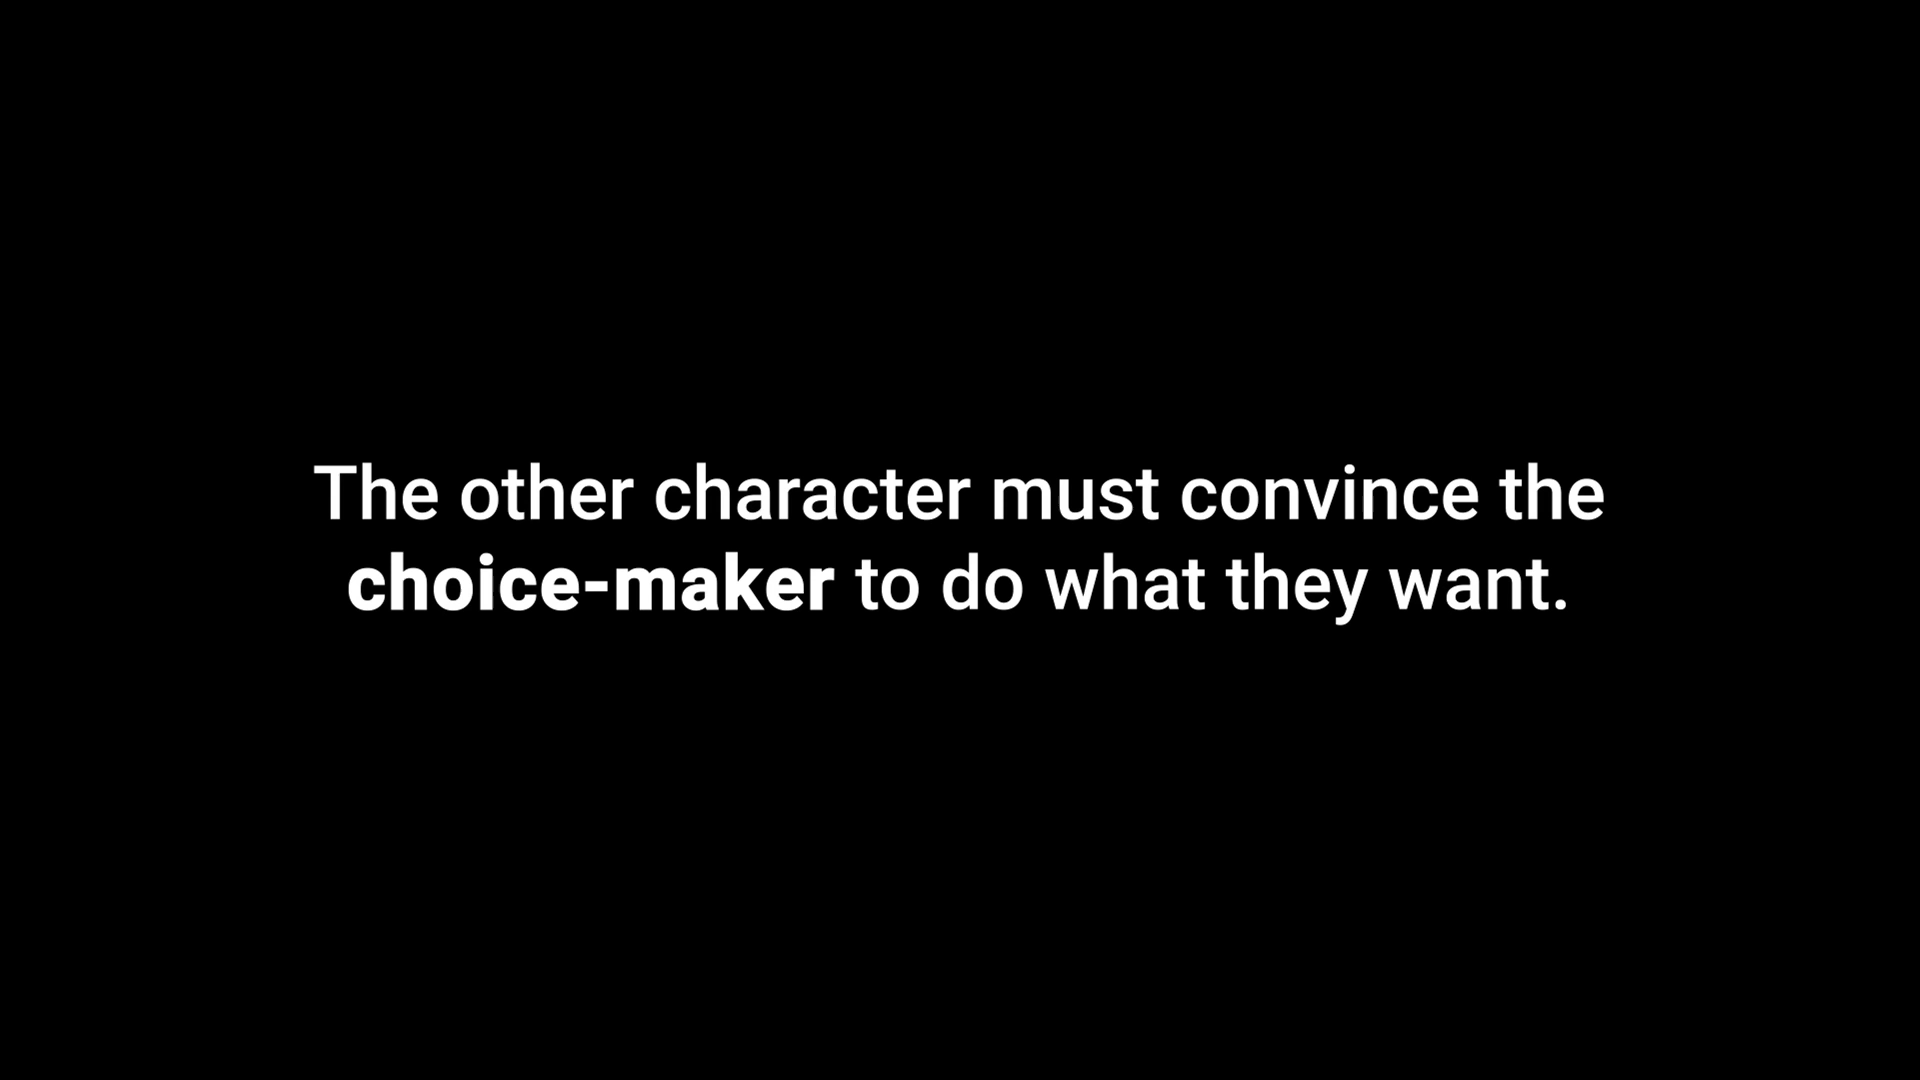 The other character must convince the
choice-maker to do what they want.